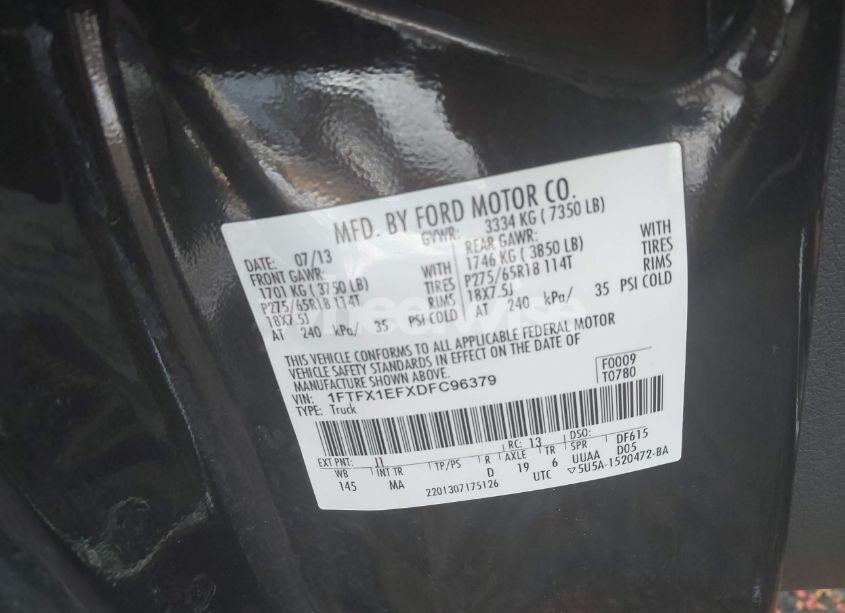 MFD. BY FORD MOTOR CO.
DATE: 07/13 GVWR: 3334 KG ( 7350 LB)
FRONT GAWR: REAR GAWR:
1701 KG ( 3750 LB) WITH 1746 KG ( 3850 LB) WITH
P275/65R18 114T TIRES P275/65R18 114T TIRES
18X7.5J RIMS 18X7.5J RIMS
AT 240 kPa/ 35 PSI COLD AT 240 kPa/ 35 PSI COLD
THIS VEHICLE CONFORMS TO ALL APPLICABLE FEDERAL MOTOR
VEHICLE SAFETY STANDARDS IN EFFECT ON THE DATE OF
MANUFACTURE SHOWN ABOVE.
VIN: 1FTFX1EFXDFC96379
TYPE: Truck
F0009
T0780
EXT PNT: JJ RC: 13 DSO: DF615
WB INT TR TP/PS R AXLE TR SPR D05
145 MA D 19 6 UUAA
2201307175126 UTC ▽5U5A-1520472-BA
wheelwise